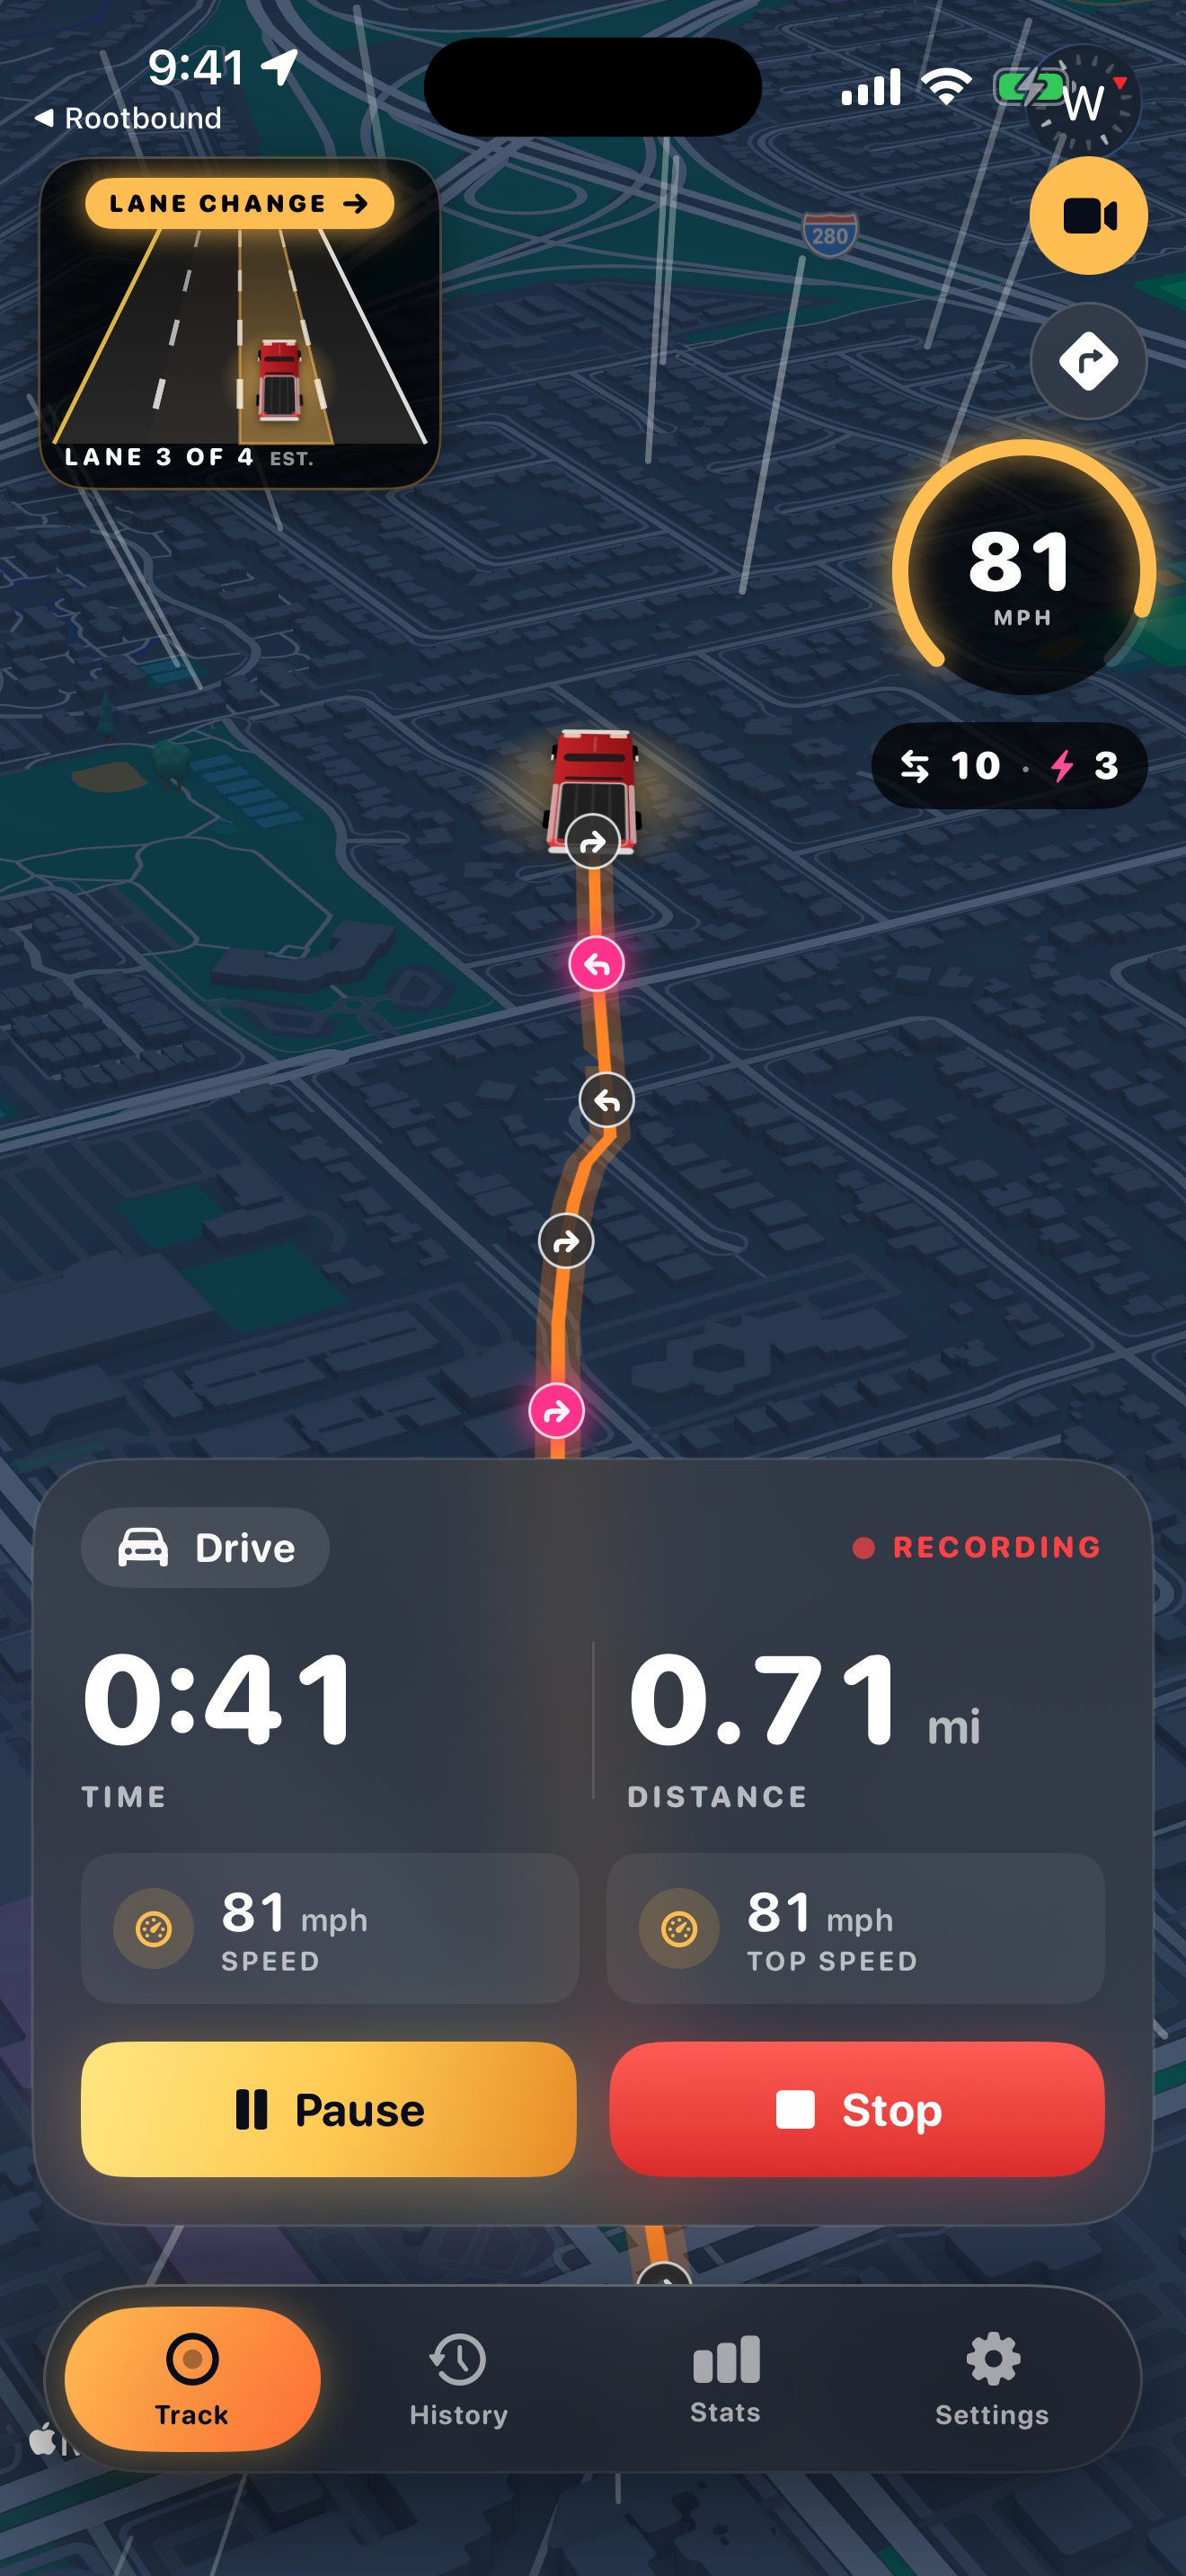 9:41
Rootbound
W
LANE CHANGE
280
LANE 3 OF 4 EST.
81
MPH
10 · 3
Drive
RECORDING
0:41
TIME
0.71 mi
DISTANCE
81 mph
SPEED
81 mph
TOP SPEED
Pause
Stop
Track
History
Stats
Settings